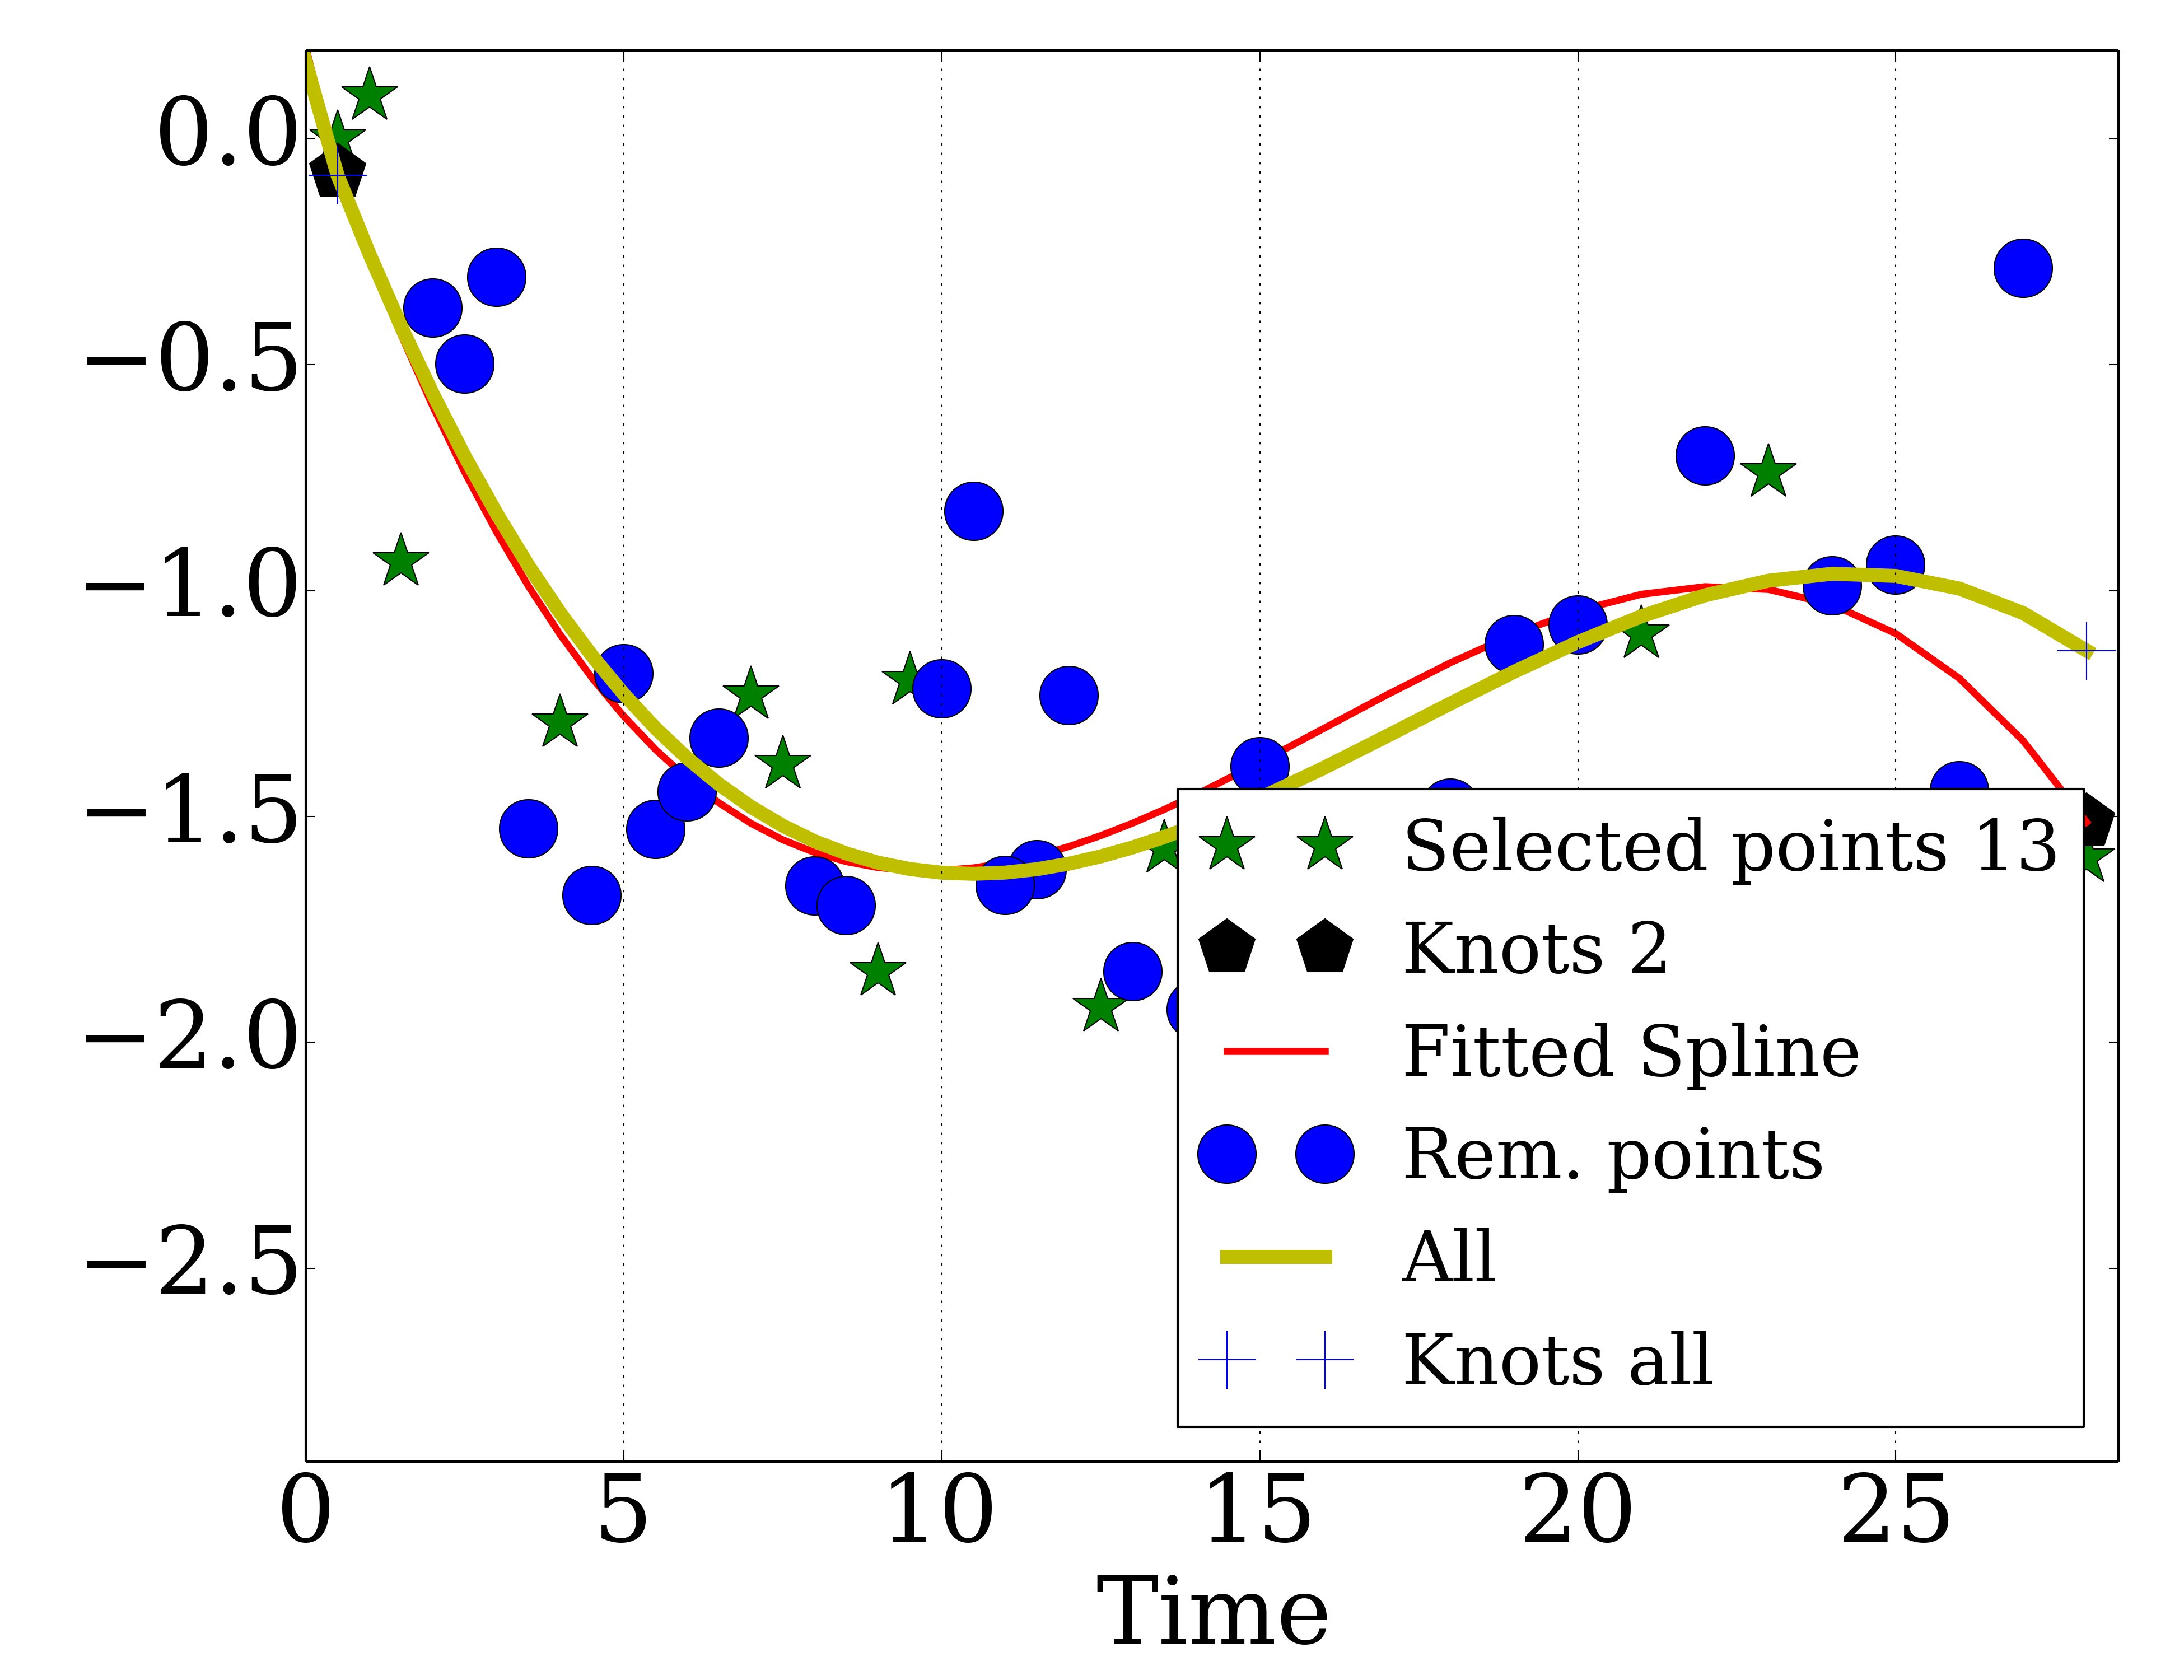 0.0
−0.5
−1.0
−1.5
−2.0
−2.5
Selected points 13
Knots 2
Fitted Spline
Rem. points
All
Knots all
0 5 10 15 20 25
Time